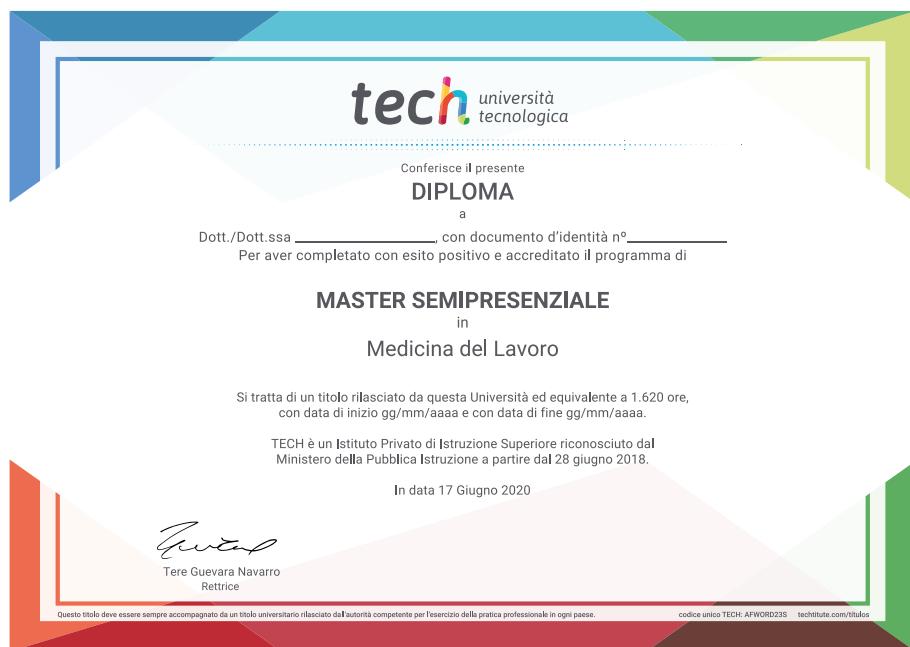 tech università
tecnologica
Conferisce il presente
DIPLOMA
a
Dott./Dott.ssa ________________, con documento d'identità nº____________
Per aver completato con esito positivo e accreditato il programma di
MASTER SEMIPRESENZIALE
in
Medicina del Lavoro
Si tratta di un titolo rilasciato da questa Università ed equivalente a 1.620 ore,
con data di inizio gg/mm/aaaa e con data di fine gg/mm/aaaa.
TECH è un Istituto Privato di Istruzione Superiore riconosciuto dal
Ministero della Pubblica Istruzione a partire dal 28 giugno 2018.
In data 17 Giugno 2020
Tere Guevara Navarro
Rettrice
Questo titolo deve essere sempre accompagnato da un titolo universitario rilasciato dall'autorità competente per l'esercizio della pratica professionale in ogni paese. codice unico TECH: AFWORD23S techtitute.com/titulos